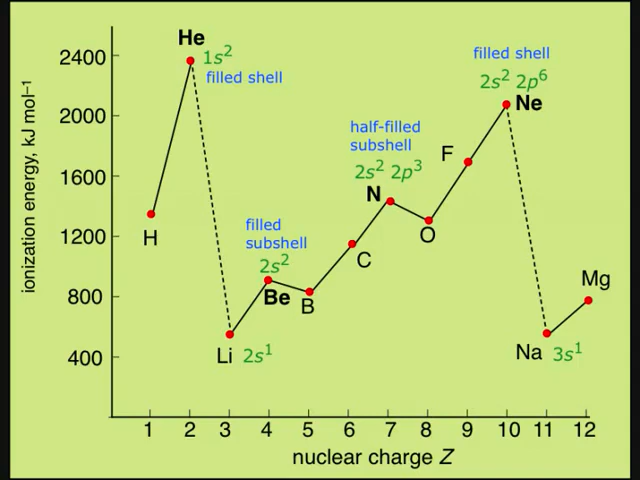 He
1s²
filled shell
filled shell
2s² 2p⁶
Ne
half-filled
subshell
2s² 2p³
N
F
O
C
filled
subshell
2s²
Be
B
H
Li 2s¹
Mg
Na 3s¹
ionization energy, kJ mol⁻¹
2400
2000
1600
1200
800
400
1 2 3 4 5 6 7 8 9 10 11 12
nuclear charge Z